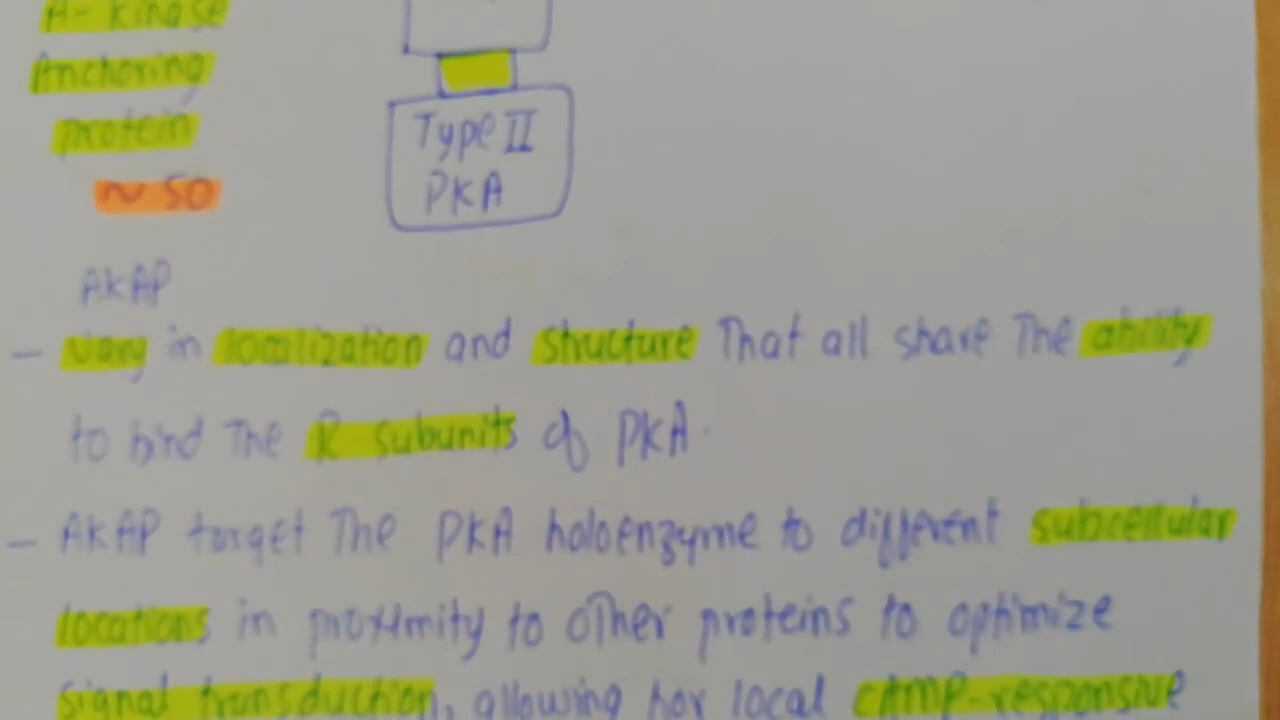 A- Kinase
Anchoring
protein
~ 50
Type II
PKA
AKAP
- Vary in localization and structure That all share The ability
to bind The R subunits of PKA.
- AKAP target The PKA holoenzyme to different subcellular
locations in proximity to other proteins to optimize
signal transduction, allowing for local cAMP-responsive